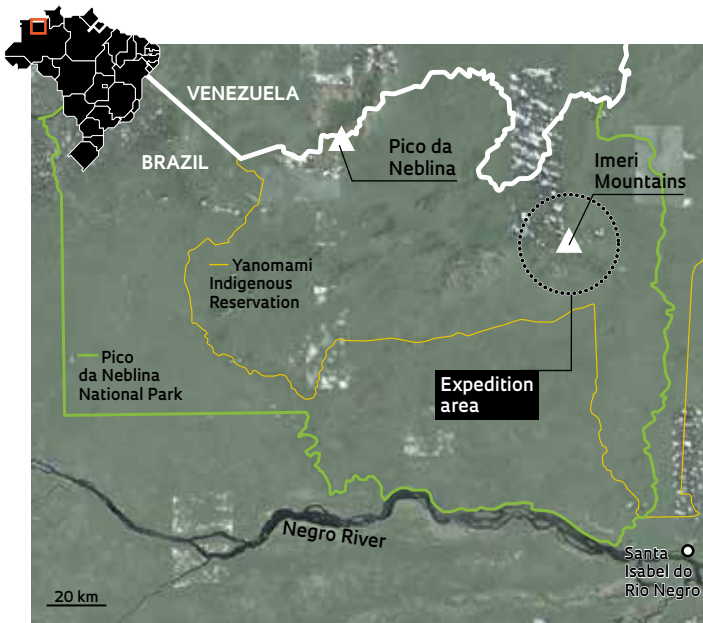 VENEZUELA
BRAZIL
Pico da
Neblina
Imeri
Mountains
Yanomami
Indigenous
Reservation
Pico
da Neblina
National Park
Expedition
area
Negro River
Santa
Isabel do
Rio Negro
20 km